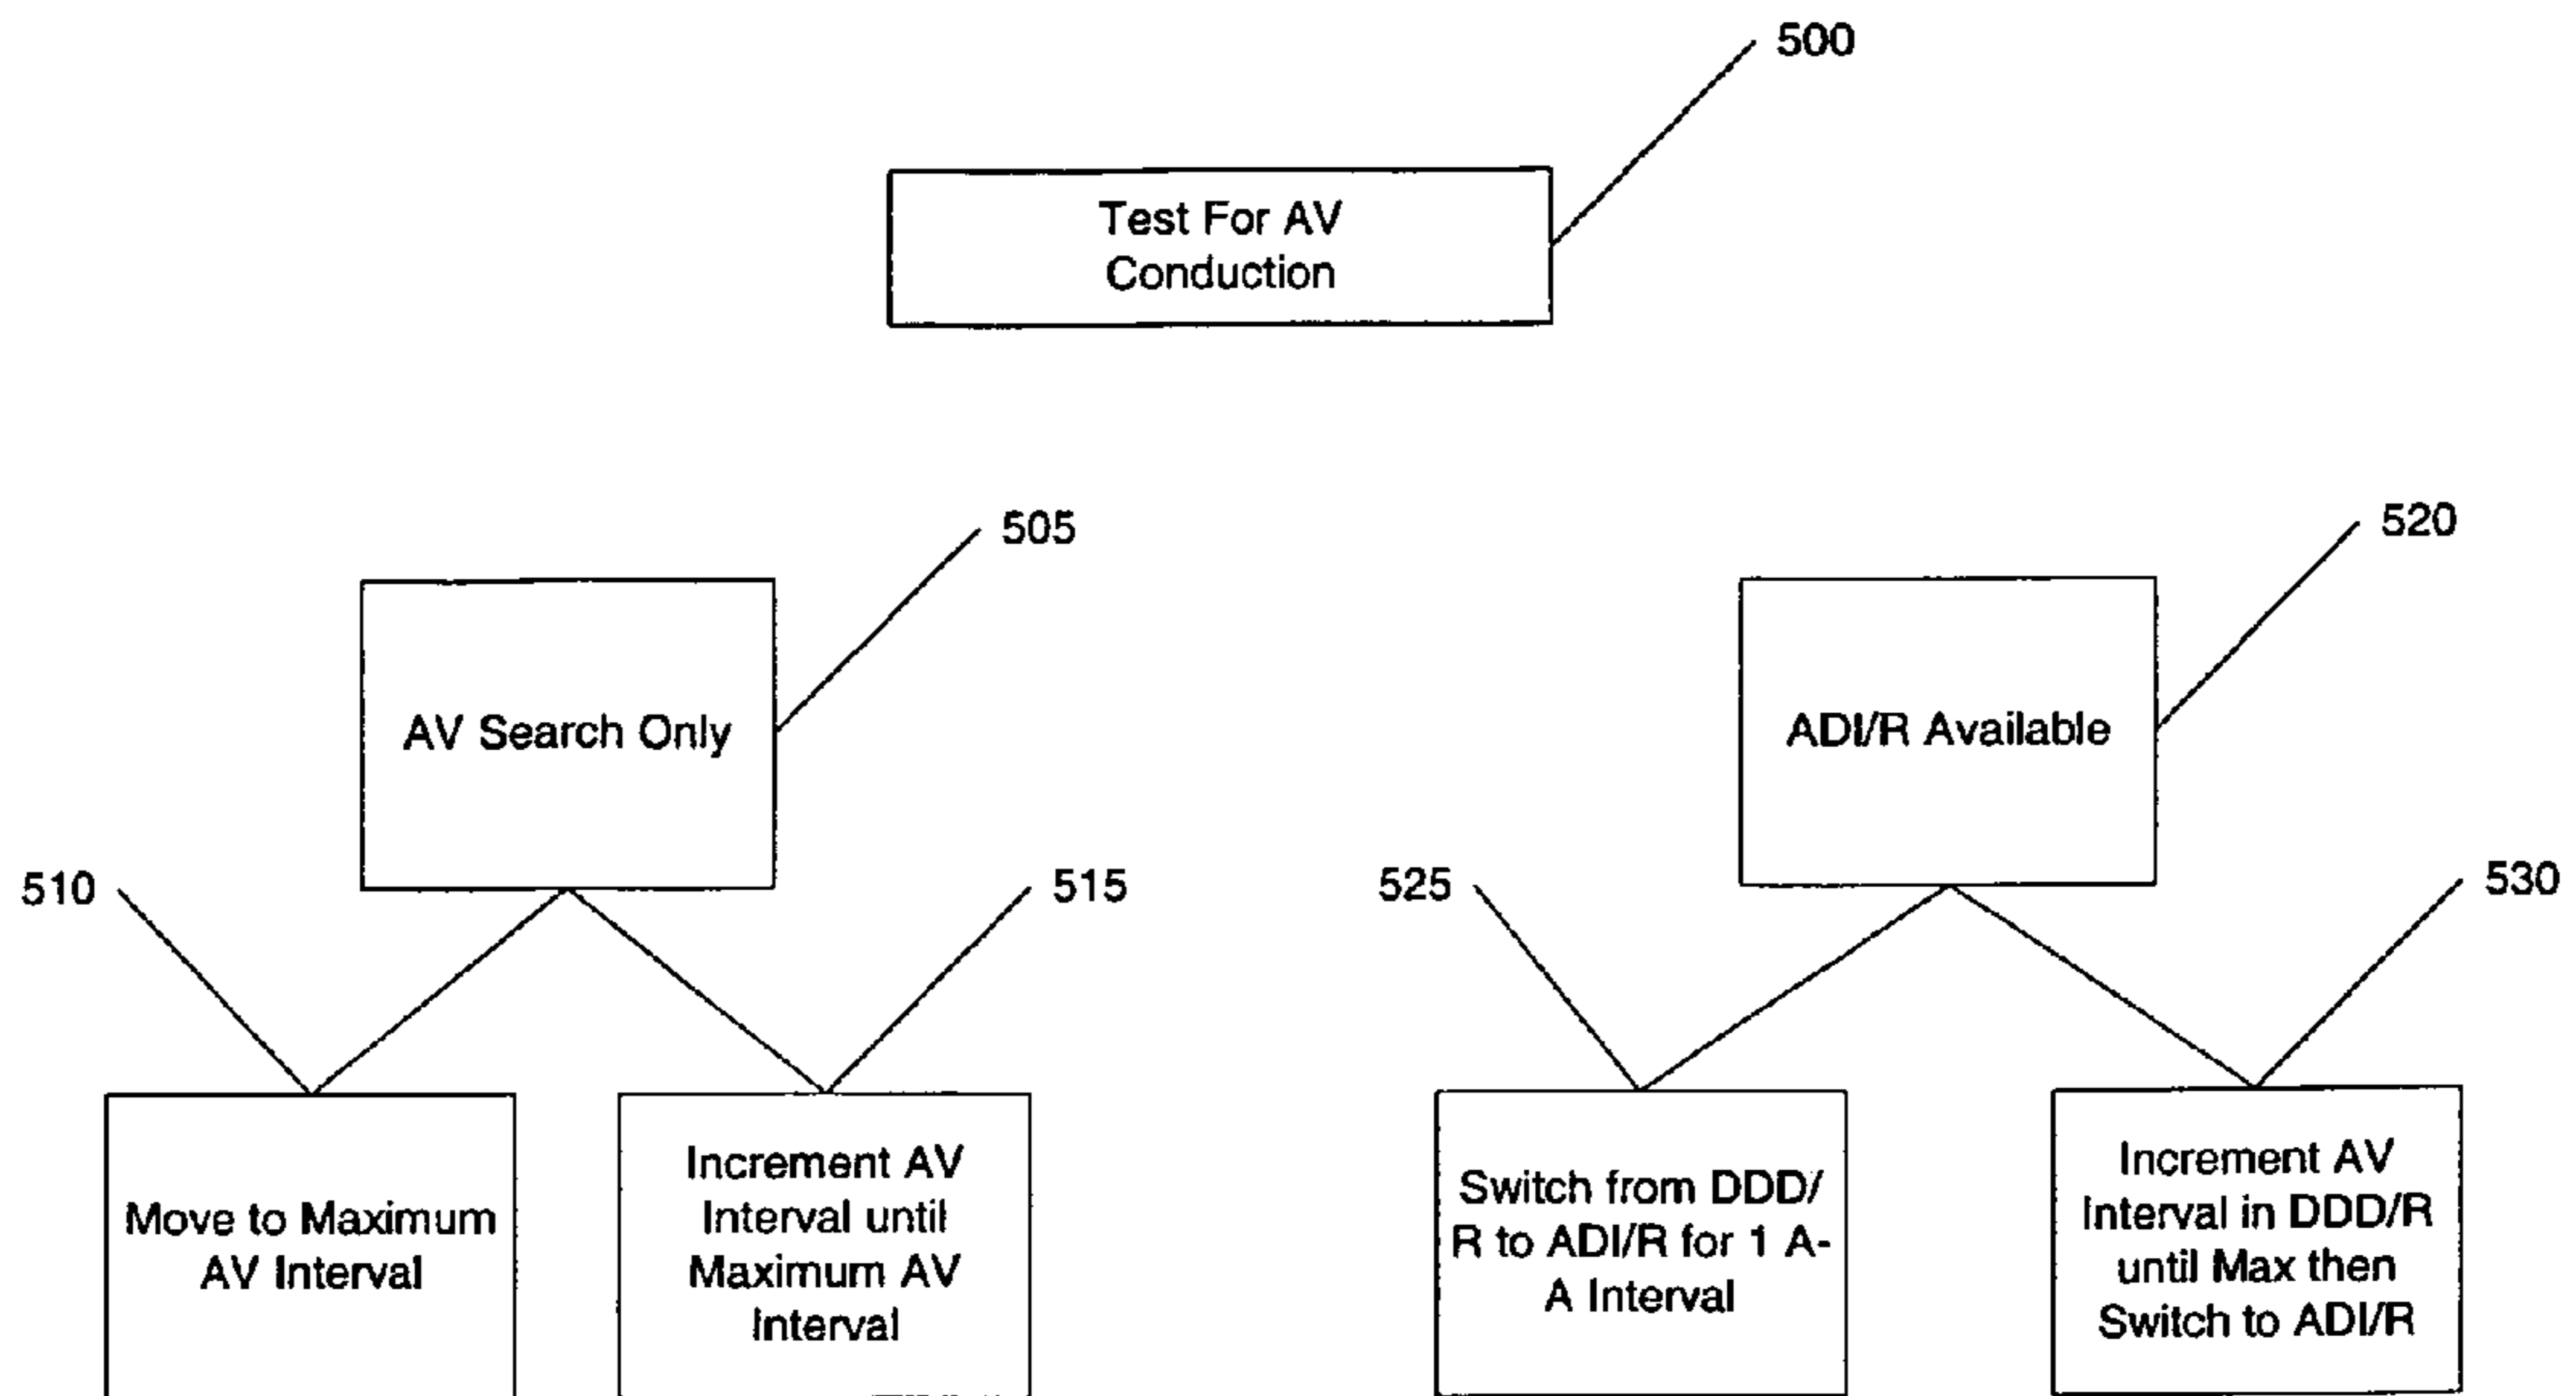 500
Test For AV
Conduction
505
520
AV Search Only
ADI/R Available
510
515
525
530
Move to Maximum
AV Interval
Increment AV
Interval until
Maximum AV
Interval
Switch from DDD/
R to ADI/R for 1 A-
A Interval
Increment AV
Interval in DDD/R
until Max then
Switch to ADI/R